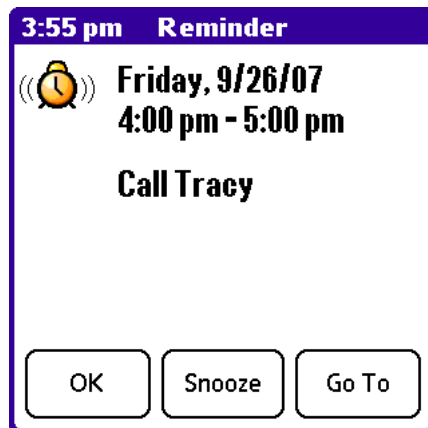 3:55 pm Reminder
Friday, 9/26/07
4:00 pm - 5:00 pm
Call Tracy
OK Snooze Go To